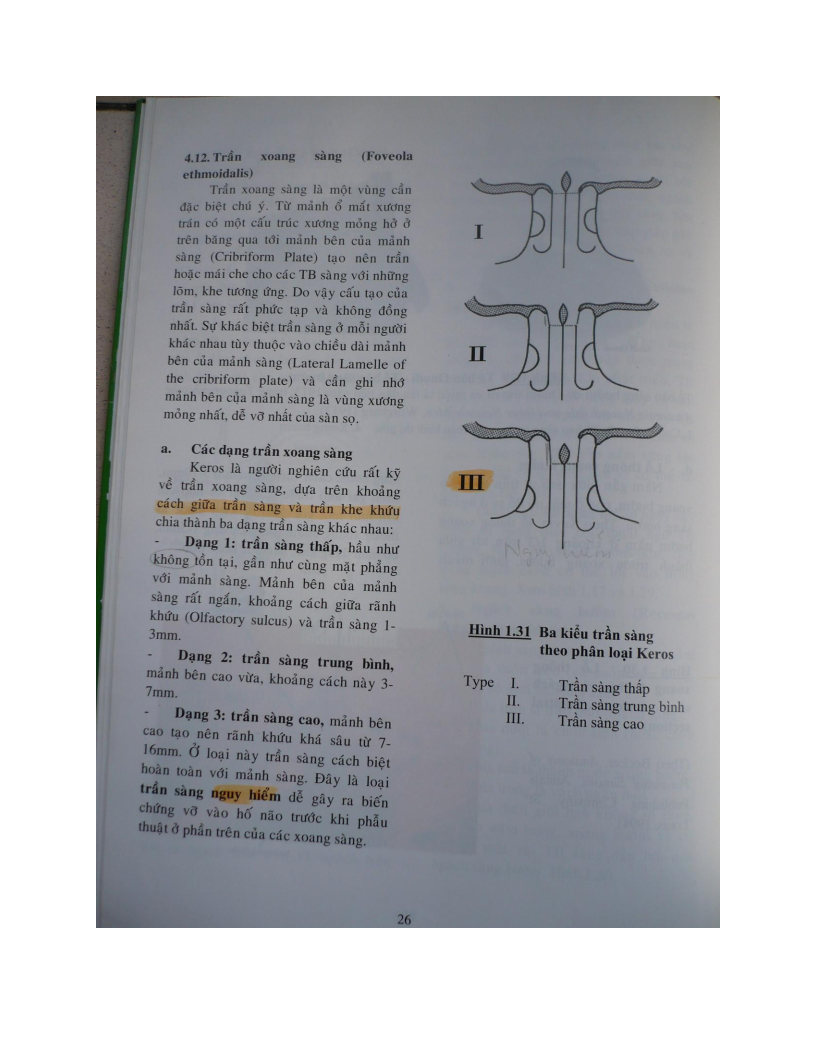 4.12. Trần xoang sàng (Foveola
ethmoidalis)
Trần xoang sàng là một vùng cần
đặc biệt chú ý. Từ mảnh ổ mắt xương
trán có một cấu trúc xương mỏng hở ở
trên băng qua tới mảnh bên của mảnh
sàng (Cribriform Plate) tạo nên trần
hoặc mái che cho các TB sàng với những
lõm, khe tương ứng. Do vậy cấu tạo của
trần sàng rất phức tạp và không đồng
nhất. Sự khác biệt trần sàng ở mỗi người
khác nhau tùy thuộc vào chiều dài mảnh
bên của mảnh sàng (Lateral Lamelle of
the cribriform plate) và cần ghi nhớ
mảnh bên của mảnh sàng là vùng xương
mỏng nhất, dễ vỡ nhất của sàn sọ.
a. Các dạng trần xoang sàng
Keros là người nghiên cứu rất kỹ
về trần xoang sàng, dựa trên khoảng
cách giữa trần sàng và trần khe khứu
chia thành ba dạng trần sàng khác nhau:
- Dạng 1: trần sàng thấp, hầu như
không tồn tại, gần như cùng mặt phẳng
với mảnh sàng. Mảnh bên của mảnh
sàng rất ngắn, khoảng cách giữa rãnh
khứu (Olfactory sulcus) và trần sàng 1-
3mm.
- Dạng 2: trần sàng trung bình,
mảnh bên cao vừa, khoảng cách này 3-
7mm.
- Dạng 3: trần sàng cao, mảnh bên
cao tạo nên rãnh khứu khá sâu từ 7-
16mm. Ở loại này trần sàng cách biệt
hoàn toàn với mảnh sàng. Đây là loại
trần sàng nguy hiểm dễ gây ra biến
chứng vỡ vào hố não trước khi phẫu
thuật ở phần trên của các xoang sàng.
I
II
III
Nguy hiểm
Hình 1.31 Ba kiểu trần sàng
theo phân loại Keros
Type I. Trần sàng thấp
II. Trần sàng trung bình
III. Trần sàng cao
26